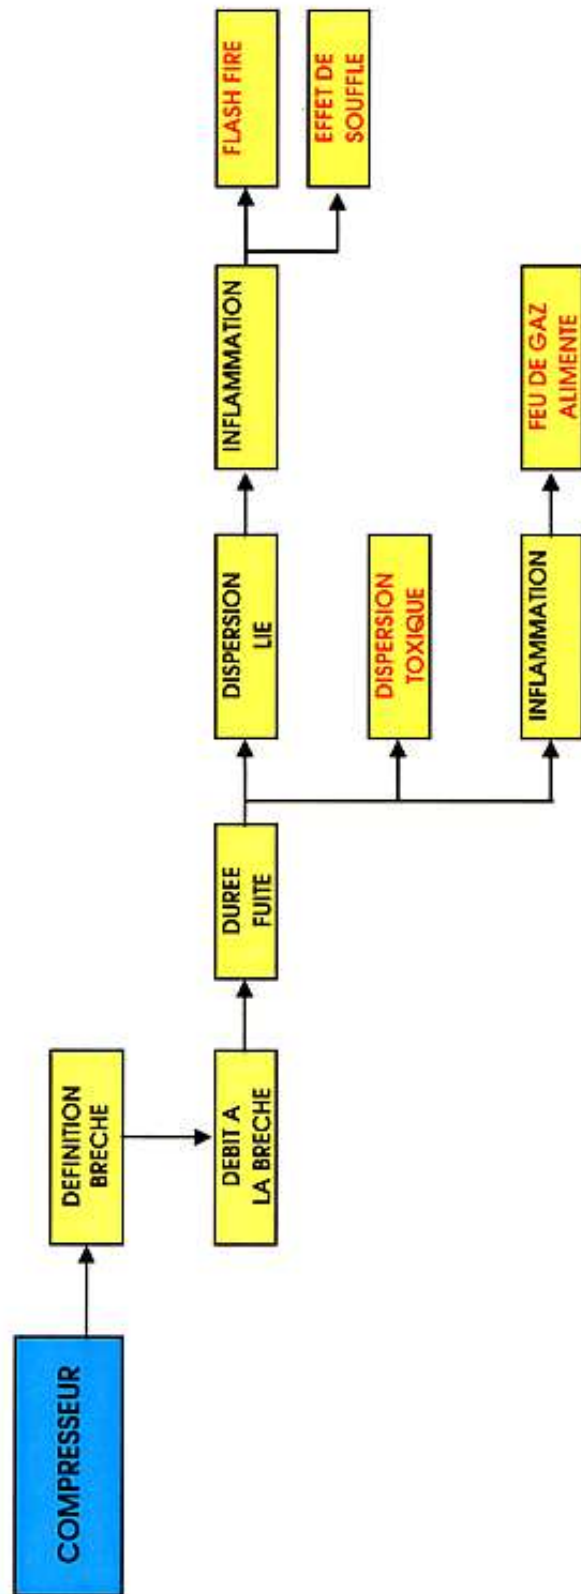 COMPRESSEUR
DEFINITION
BRECHE
DEBIT A
LA BRECHE
DUREE
FUITE
DISPERSION
LIE
INFLAMMATION
FLASH FIRE
EFFET DE
SOUFFLE
DISPERSION
TOXIQUE
INFLAMMATION
FEU DE GAZ
ALIMENTE